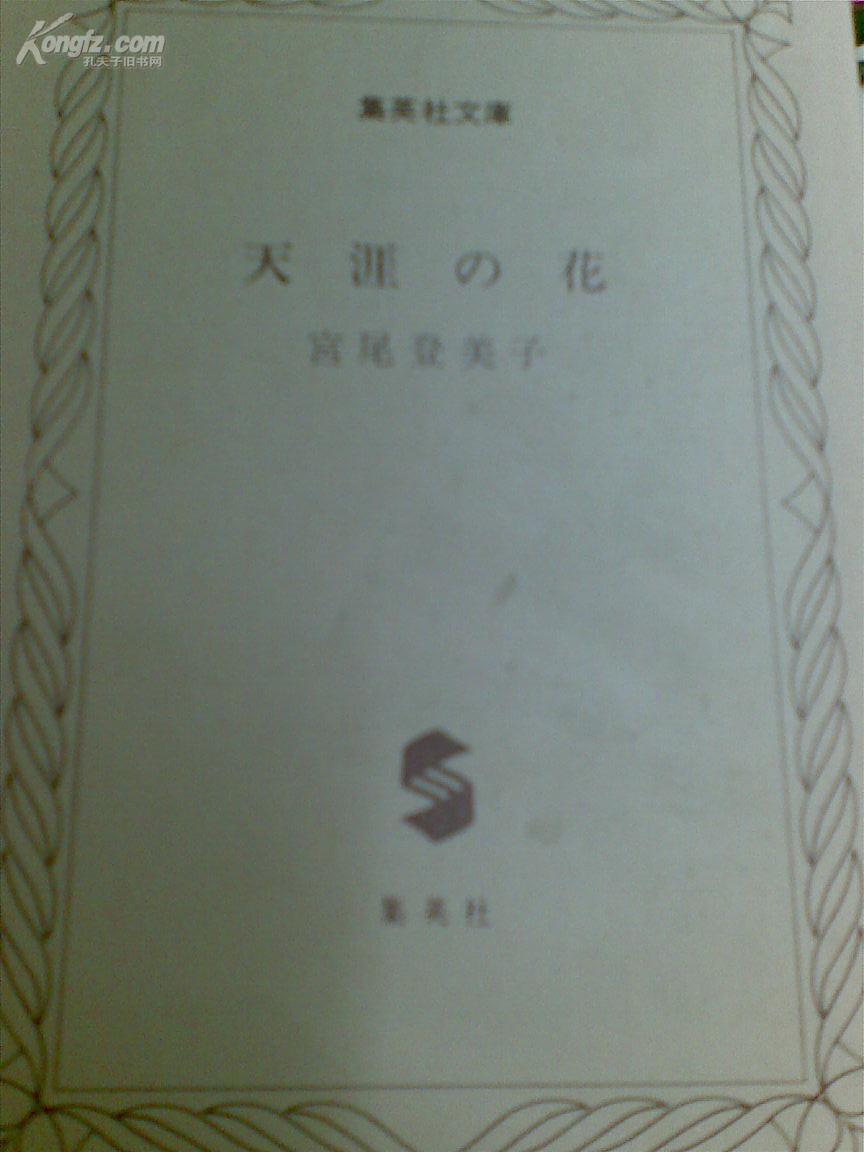 Kongfz.com
孔夫子旧书网
集英社文庫
天涯の花
宮尾登美子
集英社